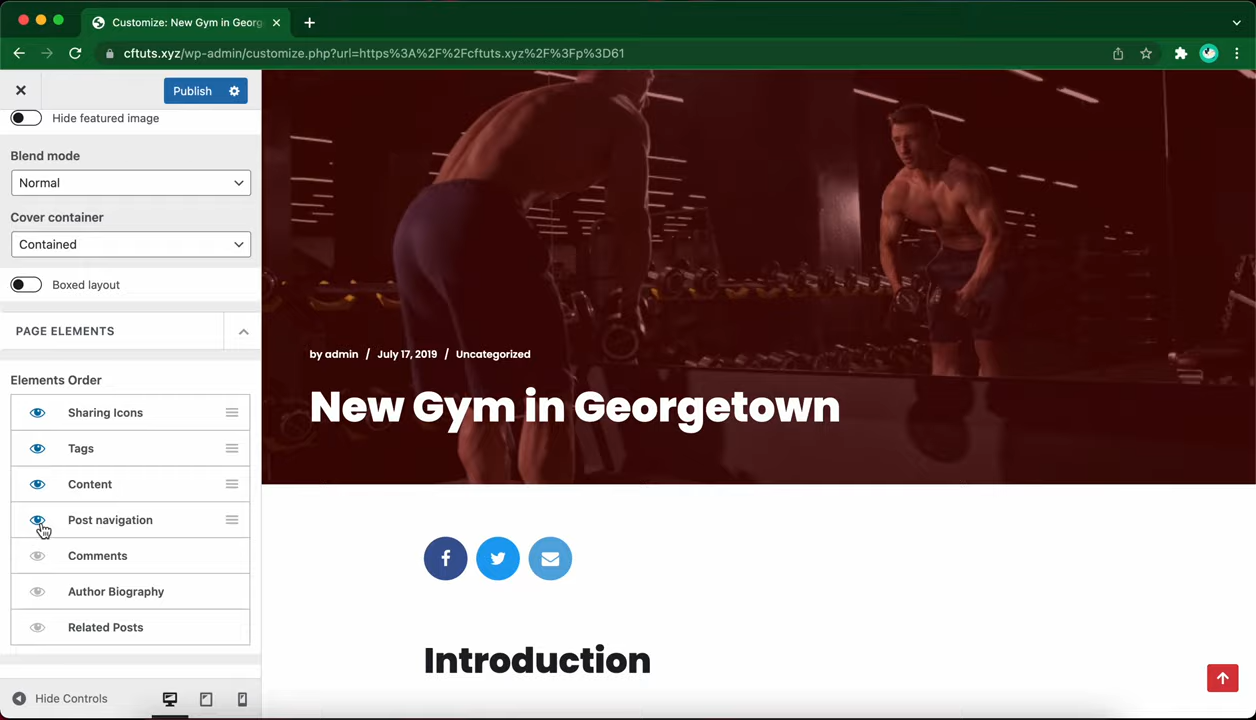 Customize: New Gym in Georg
cftuts.xyz/wp-admin/customize.php?url=https%3A%2F%2Fcftuts.xyz%2F%3Fp%3D61
Publish
Hide featured image
Blend mode
Normal
Cover container
Contained
Boxed layout
PAGE ELEMENTS
Elements Order
Sharing Icons
Tags
Content
Post navigation
Comments
Author Biography
Related Posts
Hide Controls
by admin / July 17, 2019 / Uncategorized
New Gym in Georgetown
Introduction